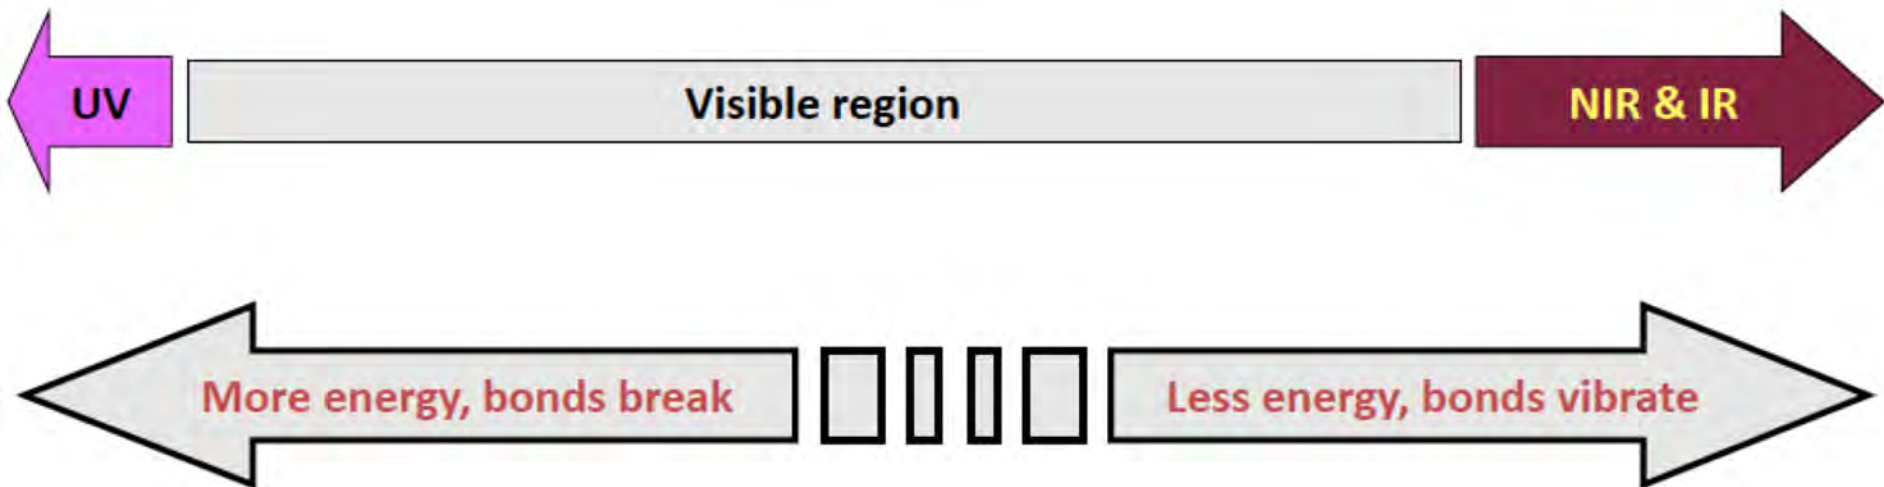 UV
Visible region
NIR & IR
More energy, bonds break
Less energy, bonds vibrate